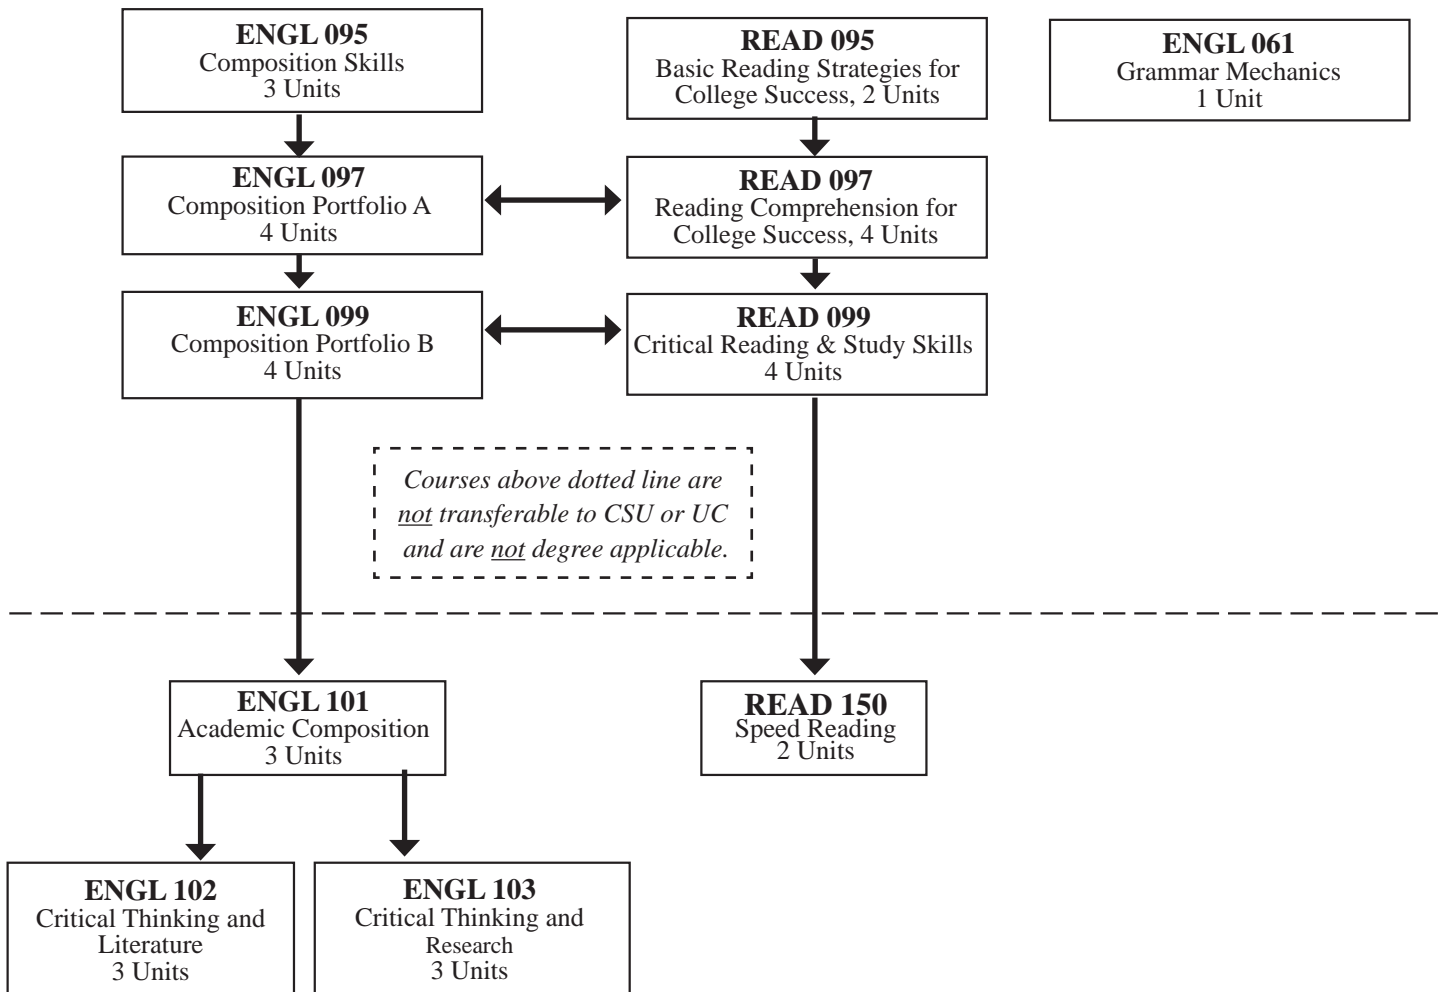 ENGL 095
Composition Skills
3 Units
READ 095
Basic Reading Strategies for
College Success, 2 Units
ENGL 061
Grammar Mechanics
1 Unit
ENGL 097
Composition Portfolio A
4 Units
READ 097
Reading Comprehension for
College Success, 4 Units
ENGL 099
Composition Portfolio B
4 Units
READ 099
Critical Reading & Study Skills
4 Units
Courses above dotted line are
not transferable to CSU or UC
and are not degree applicable.
ENGL 101
Academic Composition
3 Units
READ 150
Speed Reading
2 Units
ENGL 102
Critical Thinking and
Literature
3 Units
ENGL 103
Critical Thinking and
Research
3 Units